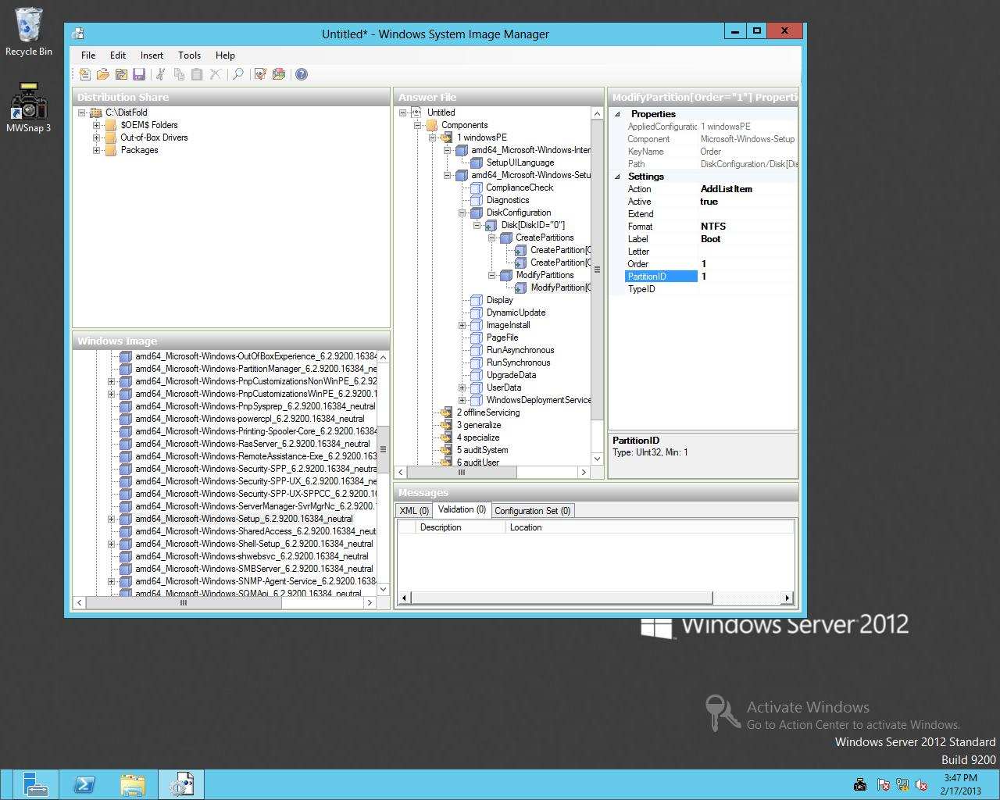 Recycle Bin
MWSnap 3
Untitled* - Windows System Image Manager
File Edit Insert Tools Help
Distribution Share
C:\DistFold
$OEM$ Folders
Out-of-Box Drivers
Packages
Windows Image
amd64_Microsoft-Windows-OutOfBoxExperience_6.2.9200.16384
amd64_Microsoft-Windows-PartitionManager_6.2.9200.16384_ne
amd64_Microsoft-Windows-PnpCustomizationsNonWinPE_6.2.92
amd64_Microsoft-Windows-PnpCustomizationsWinPE_6.2.9200.1
amd64_Microsoft-Windows-PnpSysprep_6.2.9200.16384_neutral
amd64_Microsoft-Windows-powercpl_6.2.9200.16384_neutral
amd64_Microsoft-Windows-Printing-Spooler-Core_6.2.9200.16384
amd64_Microsoft-Windows-RasServer_6.2.9200.16384_neutral
amd64_Microsoft-Windows-RemoteAssistance-Exe_6.2.9200.163
amd64_Microsoft-Windows-Security-SPP_6.2.9200.16384_neutra
amd64_Microsoft-Windows-Security-SPP-UX_6.2.9200.16384_neu
amd64_Microsoft-Windows-Security-SPP-UX-SPPCC_6.2.9200.16
amd64_Microsoft-Windows-ServerManager-SvrMgrNc_6.2.9200.1
amd64_Microsoft-Windows-Setup_6.2.9200.16384_neutral
amd64_Microsoft-Windows-SharedAccess_6.2.9200.16384_neut
amd64_Microsoft-Windows-Shell-Setup_6.2.9200.16384_neutral
amd64_Microsoft-Windows-shwebsvc_6.2.9200.16384_neutral
amd64_Microsoft-Windows-SMBServer_6.2.9200.16384_neutral
amd64_Microsoft-Windows-SNMP-Agent-Service_6.2.9200.1638
amd64_Microsoft-Windows-SQMApi_6.2.9200.16384_neutral
Answer File
Untitled
Components
1 windowsPE
amd64_Microsoft-Windows-Inter
SetupUILanguage
amd64_Microsoft-Windows-Setu
ComplianceCheck
Diagnostics
DiskConfiguration
Disk[DiskID="0"]
CreatePartitions
CreatePartition[O
CreatePartition[O
ModifyPartitions
ModifyPartition[O
Display
DynamicUpdate
ImageInstall
PageFile
RunAsynchronous
RunSynchronous
UpgradeData
UserData
WindowsDeploymentService
2 offlineServicing
3 generalize
4 specialize
5 auditSystem
6 auditUser
ModifyPartition[Order="1"] Properti
Properties
AppliedConfiguratio 1 windowsPE
Component Microsoft-Windows-Setup
KeyName Order
Path DiskConfiguration/Disk[Dis
Settings
Action AddListItem
Active true
Extend
Format NTFS
Label Boot
Letter
Order 1
PartitionID 1
TypeID
PartitionID
Type: UInt32, Min: 1
Messages
XML (0) Validation (0) Configuration Set (0)
Description Location
Windows Server 2012
Activate Windows
Go to Action Center to activate Windows.
Windows Server 2012 Standard
Build 9200
3:47 PM
2/17/2013